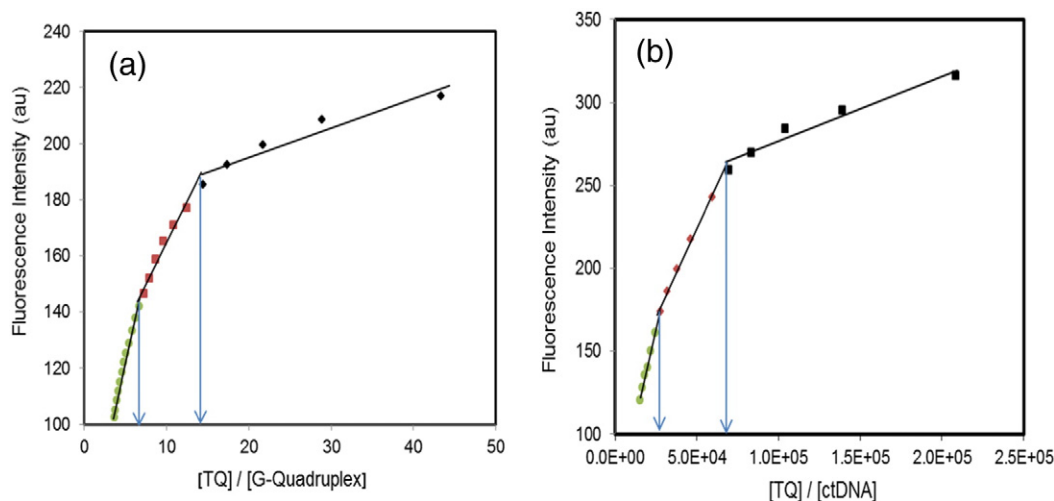 (a)
Fluorescence Intensity (au)
240
220
200
180
160
140
120
100
0 10 20 30 40 50
[TQ] / [G-Quadruplex]
(b)
Fluorescence Intensity (au)
350
300
250
200
150
100
0.0E+00 5.0E+04 1.0E+05 1.5E+05 2.0E+05 2.5E+05
[TQ] / [ctDNA]